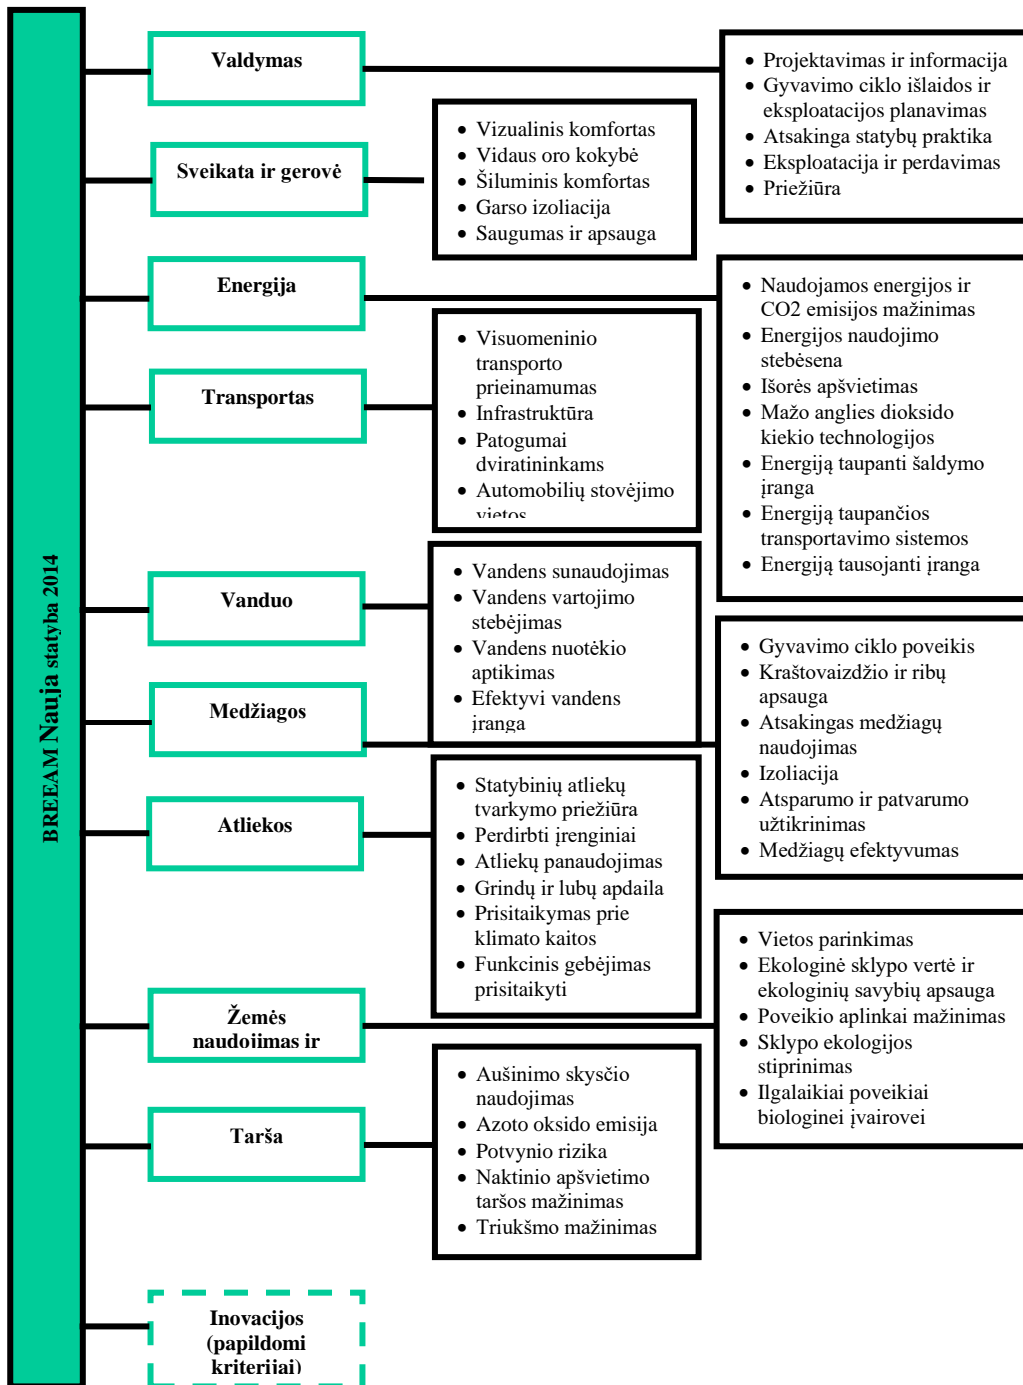 BREEAM Nauja statyba 2014
Valdymas
Projektavimas ir informacija
Gyvavimo ciklo išlaidos ir
eksploatacijos planavimas
Atsakinga statybų praktika
Eksploatacija ir perdavimas
Priežiūra
Sveikata ir gerovė
Vizualinis komfortas
Vidaus oro kokybė
Šiluminis komfortas
Garso izoliacija
Saugumas ir apsauga
Energija
Naudojamos energijos ir
CO2 emisijos mažinimas
Energijos naudojimo
stebėsena
Išorės apšvietimas
Mažo anglies dioksido
kiekio technologijos
Energiją taupanti šaldymo
įranga
Energiją taupančios
transportavimo sistemos
Energiją tausojanti įranga
Transportas
Visuomeninio
transporto
prieinamumas
Infrastruktūra
Patogumai
dviratininkams
Automobilių stovėjimo
vietos
Vanduo
Vandens sunaudojimas
Vandens vartojimo
stebėjimas
Vandens nuotėkio
aptikimas
Efektyvi vandens
įranga
Medžiagos
Gyvavimo ciklo poveikis
Kraštovaizdžio ir ribų
apsauga
Atsakingas medžiagų
naudojimas
Izoliacija
Atsparumo ir patvarumo
užtikrinimas
Medžiagų efektyvumas
Atliekos
Statybinių atliekų
tvarkymo priežiūra
Perdirbti įrenginiai
Atliekų panaudojimas
Grindų ir lubų apdaila
Prisitaikymas prie
klimato kaitos
Funkcinis gebėjimas
prisitaikyti
Žemės
naudojimas ir
Vietos parinkimas
Ekologinė sklypo vertė ir
ekologinių savybių apsauga
Poveikio aplinkai mažinimas
Sklypo ekologijos
stiprinimas
Ilgalaikiai poveikiai
biologinei įvairovei
Tarša
Aušinimo skysčio
naudojimas
Azoto oksido emisija
Potvynio rizika
Naktinio apšvietimo
taršos mažinimas
Triukšmo mažinimas
Inovacijos
(papildomi
kriterijai)